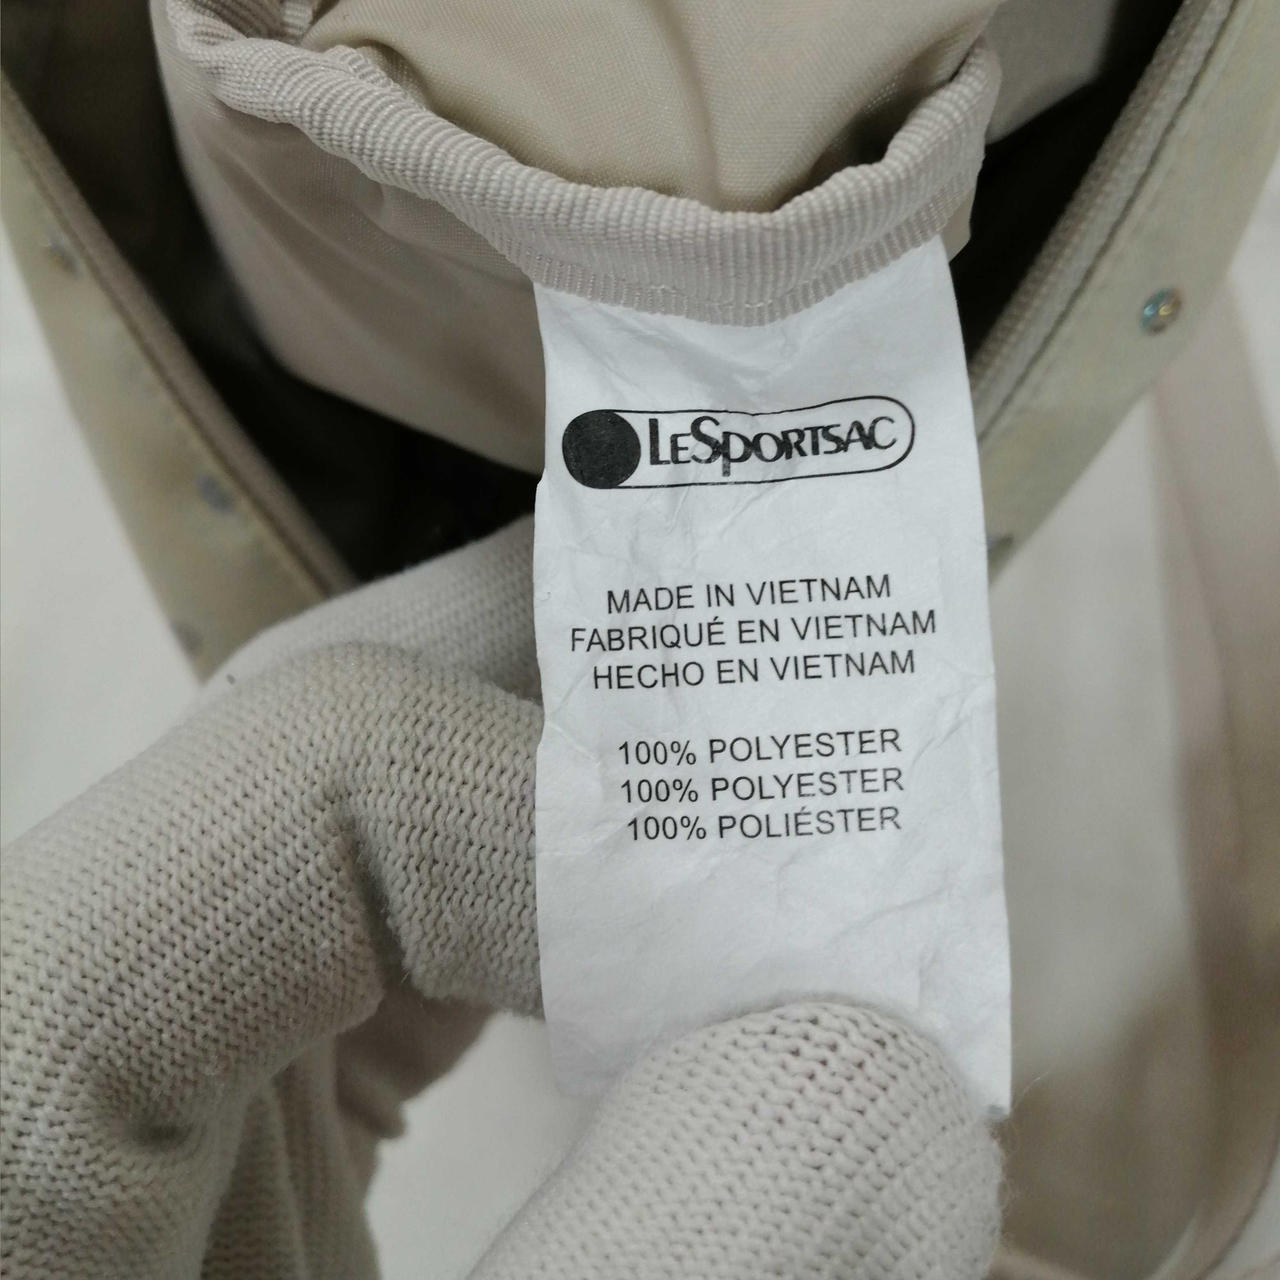 LESPORTSAC
MADE IN VIETNAM
FABRIQUÉ EN VIETNAM
HECHO EN VIETNAM
100% POLYESTER
100% POLYESTER
100% POLIÉSTER